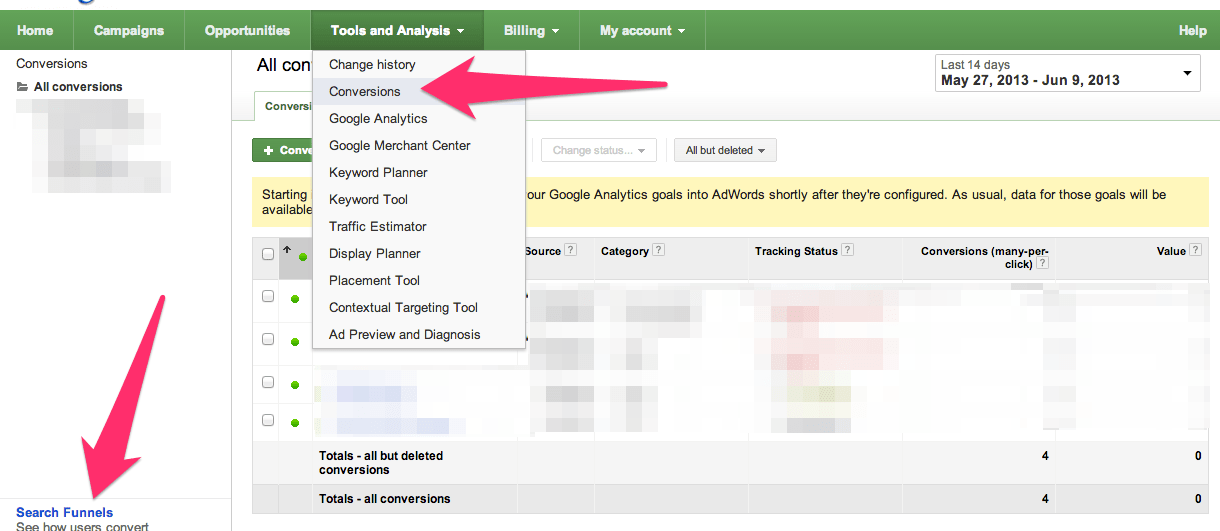 Home Campaigns Opportunities Tools and Analysis Billing My account Help
Conversions
All conversions
All con
Last 14 days
May 27, 2013 - Jun 9, 2013
Change history
Conversions
Google Analytics
Google Merchant Center
Keyword Planner
Keyword Tool
Traffic Estimator
Display Planner
Placement Tool
Contextual Targeting Tool
Ad Preview and Diagnosis
Conversi
+ Conve
Change status...
All but deleted
Starting our Google Analytics goals into AdWords shortly after they're configured. As usual, data for those goals will be
available
Source ? Category ? Tracking Status ? Conversions (many-per- Value ?
click) ?
Totals - all but deleted 4 0
conversions
Totals - all conversions 4 0
Search Funnels
See how users convert